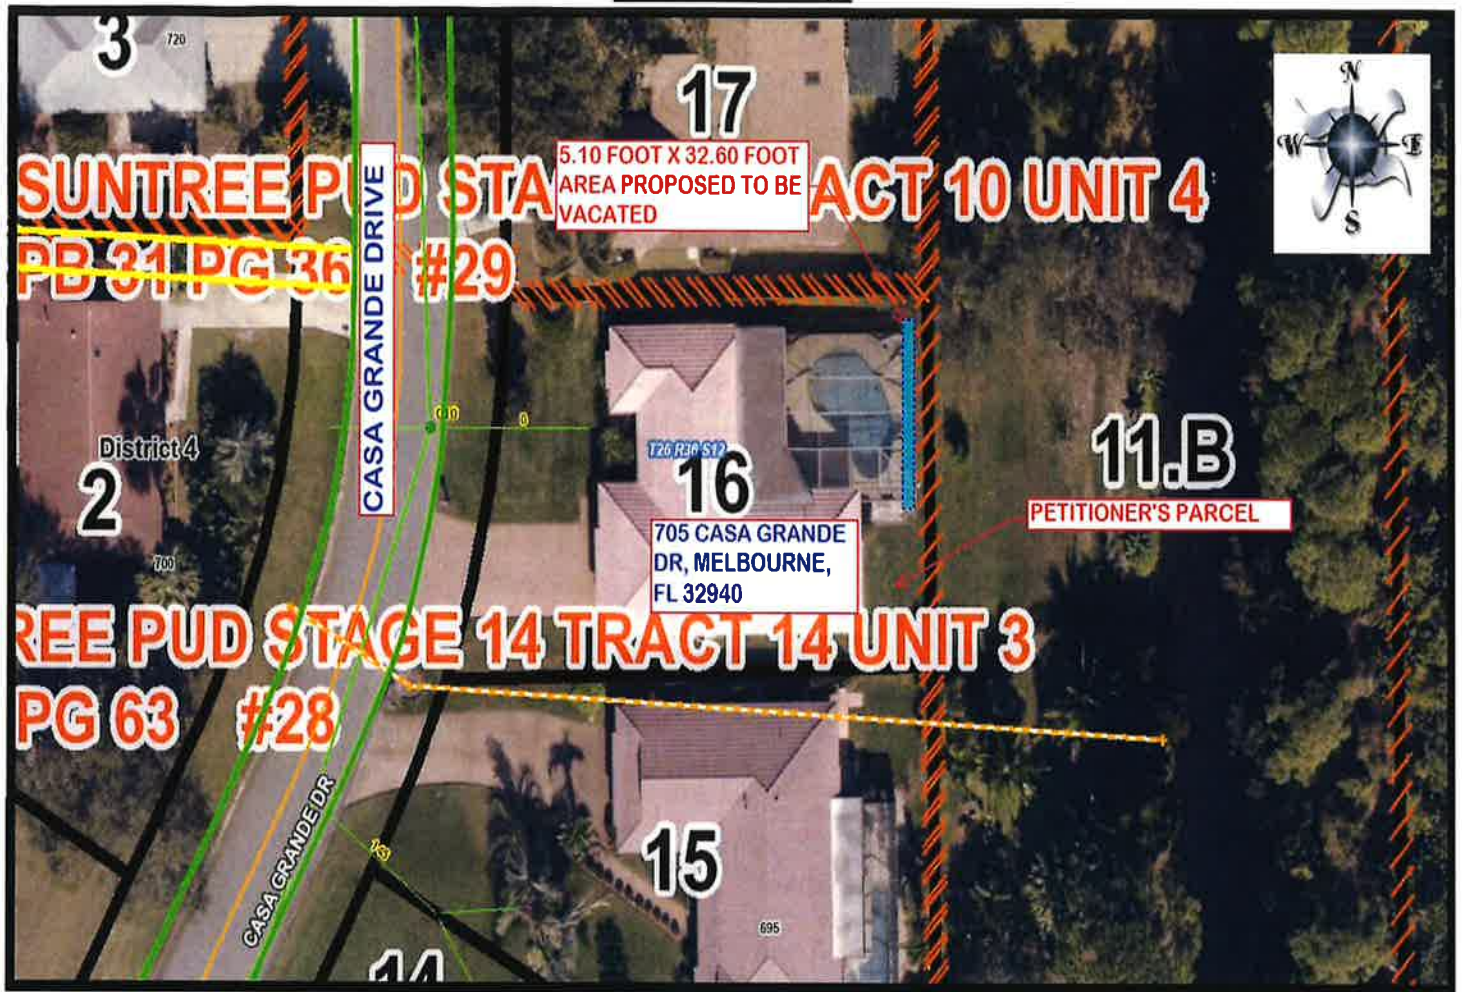 3
720
17
N
W
E
S
5.10 FOOT X 32.60 FOOT
AREA PROPOSED TO BE
VACATED
SUNTREE PUD STA ACT 10 UNIT 4
PB 31 PG 36 #29
CASA GRANDE DRIVE
0
District 4
2
T26 R36 S12
16
11.B
PETITIONER'S PARCEL
705 CASA GRANDE
DR, MELBOURNE,
FL 32940
700
REE PUD STAGE 14 TRACT 14 UNIT 3
PG 63 #28
CASA GRANDE DR
15
695
14